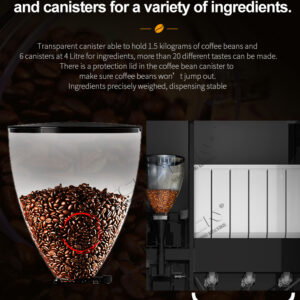 and canisters for a variety of ingredients.
Transparent canister able to hold 1.5 kilograms of coffee beans and
6 canisters at 4 Litre for ingredients, more than 20 different tastes can be made.
There is a protection lid in the coffee bean canister to
make sure coffee beans won’t jump out.
Ingredients precisely weighed, dispensing stable